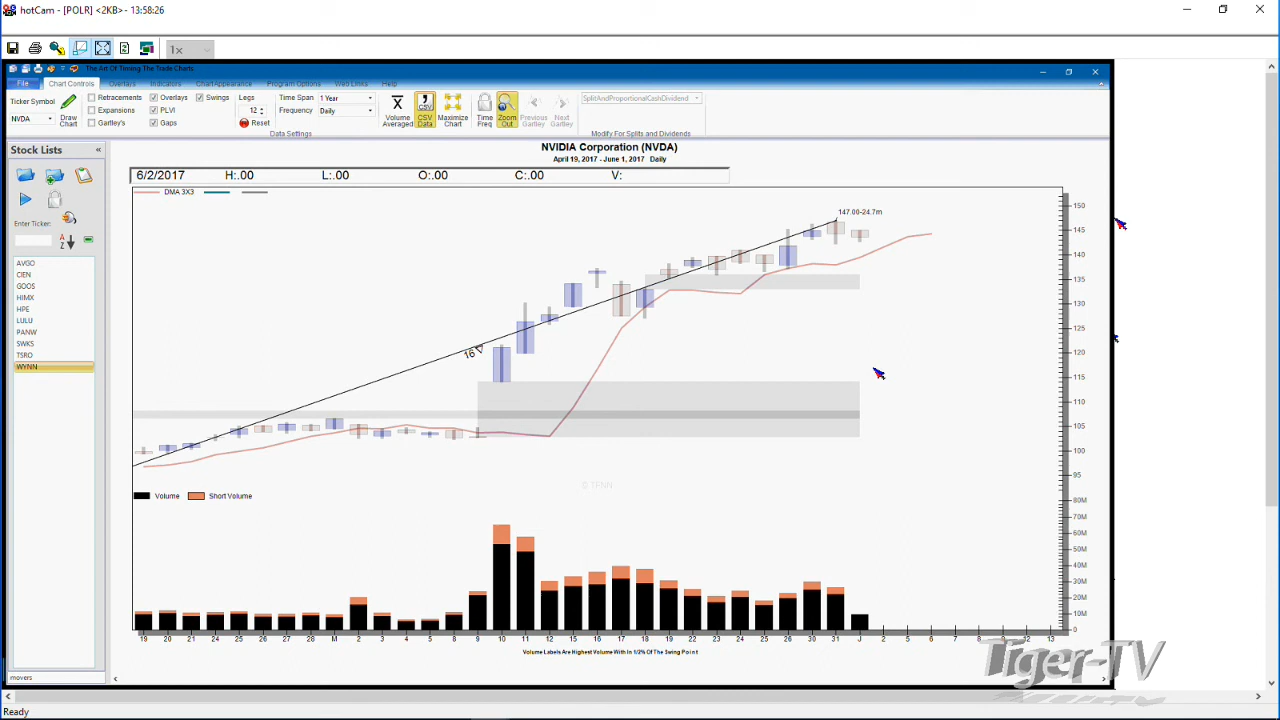 hotCam - [POLR] <2KB>- 13:58:26
1x
The Art Of Timing The Trade Charts
File Chart Controls Overlays Indicators Chart Appearance Program Options Web Links Help
Ticker Symbol
NVDA
Draw Chart
Retracements Overlays Swings
Expansions PLVI
Gartley's Gaps
Legs
12
Reset
Time Span 1 Year
Frequency Daily
Data Settings
Volume Averaged
CSV Data
Maximize Chart
Time Freq
Zoom Out
Previous Gartley
Next Gartley
SplitAndProportionalCashDividend
Modify For Splits and Dividends
Stock Lists
Enter Ticker:
AVGO
CIEN
GOOS
HIMX
HPE
LULU
PANW
SWKS
TSRO
WYNN
movers
NVIDIA Corporation (NVDA)
April 19, 2017 - June 1, 2017 Daily
6/2/2017 H:.00 L:.00 O:.00 C:.00 V:
DMA 3X3
147.00-24.7m
16
150
145
140
135
130
125
120
115
110
105
100
95
© TFNN
Volume Short Volume
80M
70M
60M
50M
40M
30M
20M
10M
0
19 20 21 24 25 26 27 28 M 2 3 4 5 8 9 10 11 12 15 16 17 18 19 22 23 24 25 26 30 31 J 2 5 6 7 8 9 12 13
Volume Labels Are Highest Volume With In 1/2% Of The Swing Point
Tiger-TV
Ready